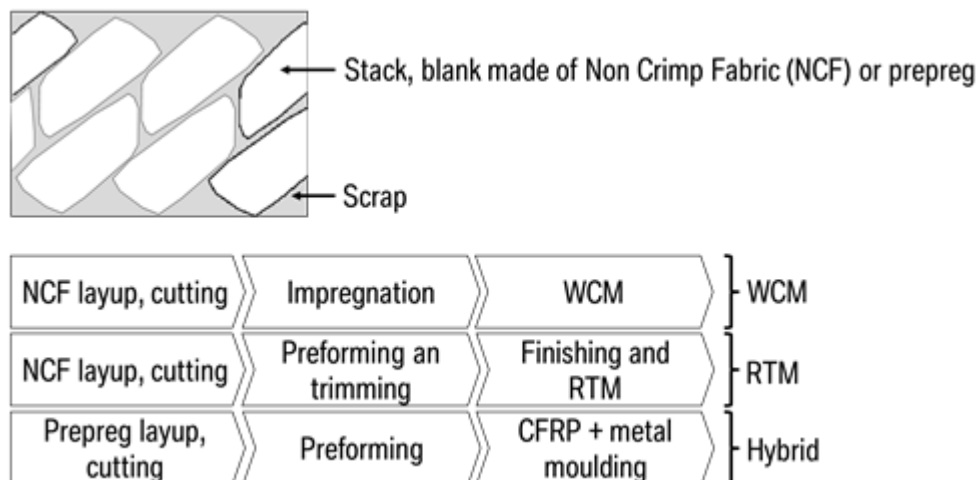 Stack, blank made of Non Crimp Fabric (NCF) or prepreg
Scrap
NCF layup, cutting
Impregnation
WCM
WCM
NCF layup, cutting
Preforming an
trimming
Finishing and
RTM
RTM
Prepreg layup,
cutting
Preforming
CFRP + metal
moulding
Hybrid